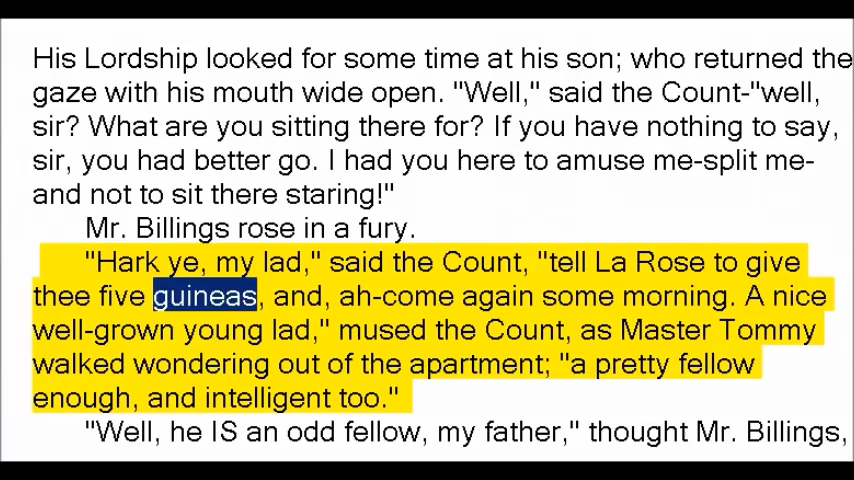 His Lordship looked for some time at his son; who returned the
gaze with his mouth wide open. "Well," said the Count-"well,
sir? What are you sitting there for? If you have nothing to say,
sir, you had better go. I had you here to amuse me-split me-
and not to sit there staring!"
Mr. Billings rose in a fury.
"Hark ye, my lad," said the Count, "tell La Rose to give
thee five guineas, and, ah-come again some morning. A nice
well-grown young lad," mused the Count, as Master Tommy
walked wondering out of the apartment; "a pretty fellow
enough, and intelligent too."
"Well, he IS an odd fellow, my father," thought Mr. Billings,